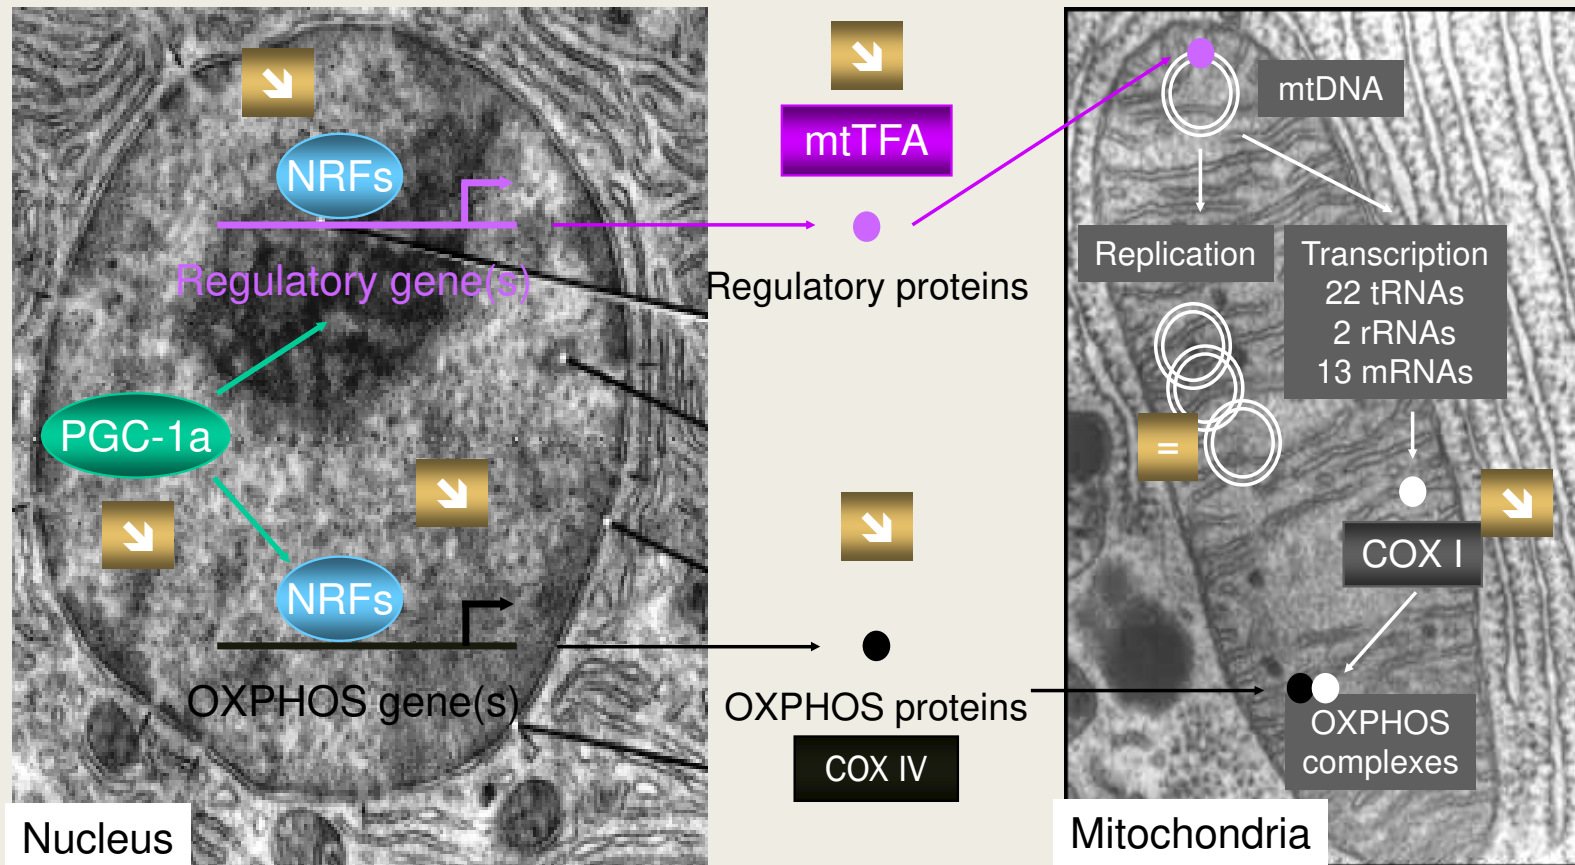 NRFs
Regulatory gene(s)
PGC-1a
NRFs
OXPHOS gene(s)
Nucleus
mtTFA
Regulatory proteins
OXPHOS proteins
COX IV
mtDNA
Replication
Transcription
22 tRNAs
2 rRNAs
13 mRNAs
=
COX I
OXPHOS
complexes
Mitochondria